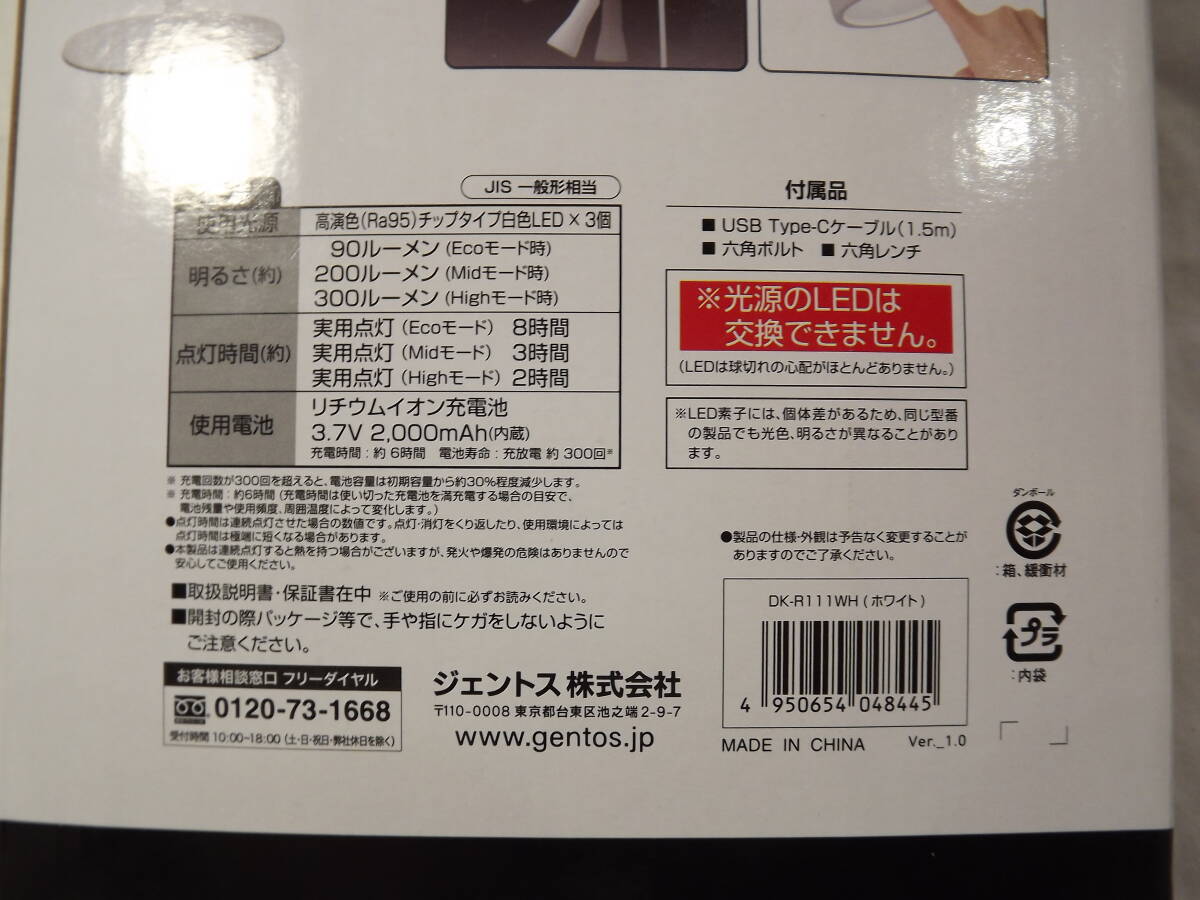 JIS 一般形相当
使用光源 高演色(Ra95)チップタイプ白色LED×3個
明るさ(約)
90ルーメン(Ecoモード時)
200ルーメン(Midモード時)
300ルーメン(Highモード時)
点灯時間(約)
実用点灯(Ecoモード) 8時間
実用点灯(Midモード) 3時間
実用点灯(Highモード) 2時間
使用電池
リチウムイオン充電池
3.7V 2,000mAh(内蔵)
充電時間:約6時間 電池寿命:充放電 約300回※
※ 充電回数が300回を超えると、電池容量は初期容量から約30%程度減少します。
※ 充電時間:約6時間(充電時間は使い切った充電池を満充電する場合の目安で、
電池残量や使用頻度、周囲温度によって変化します。)
●点灯時間は連続点灯させた場合の数値です。点灯・消灯をくり返したり、使用環境によっては
点灯時間は極端に短くなる場合があります。
●本製品は連続点灯すると熱を持つ場合がございますが、発火や爆発の危険はありませんので
安心してご使用ください。
■取扱説明書・保証書在中 ※ご使用の前に必ずお読みください。
■開封の際パッケージ等で、手や指にケガをしないように
ご注意ください。
お客様相談窓口 フリーダイヤル
0120-73-1668
受付時間 10:00~18:00(土・日・祝日・弊社休日を除く)
ジェントス株式会社
〒110-0008 東京都台東区池之端2-9-7
www.gentos.jp
付属品
■ USB Type-Cケーブル(1.5m)
■ 六角ボルト ■ 六角レンチ
※光源のLEDは
交換できません。
(LEDは球切れの心配がほとんどありません。)
※LED素子には、個体差があるため、同じ型番
の製品でも光色、明るさが異なることがあり
ます。
●製品の仕様・外観は予告なく変更することが
ありますのでご了承ください。
DK-R111WH(ホワイト)
4 950654 048445
MADE IN CHINA Ver._1.0
ダンボール
:箱、緩衝材
プラ
:内袋